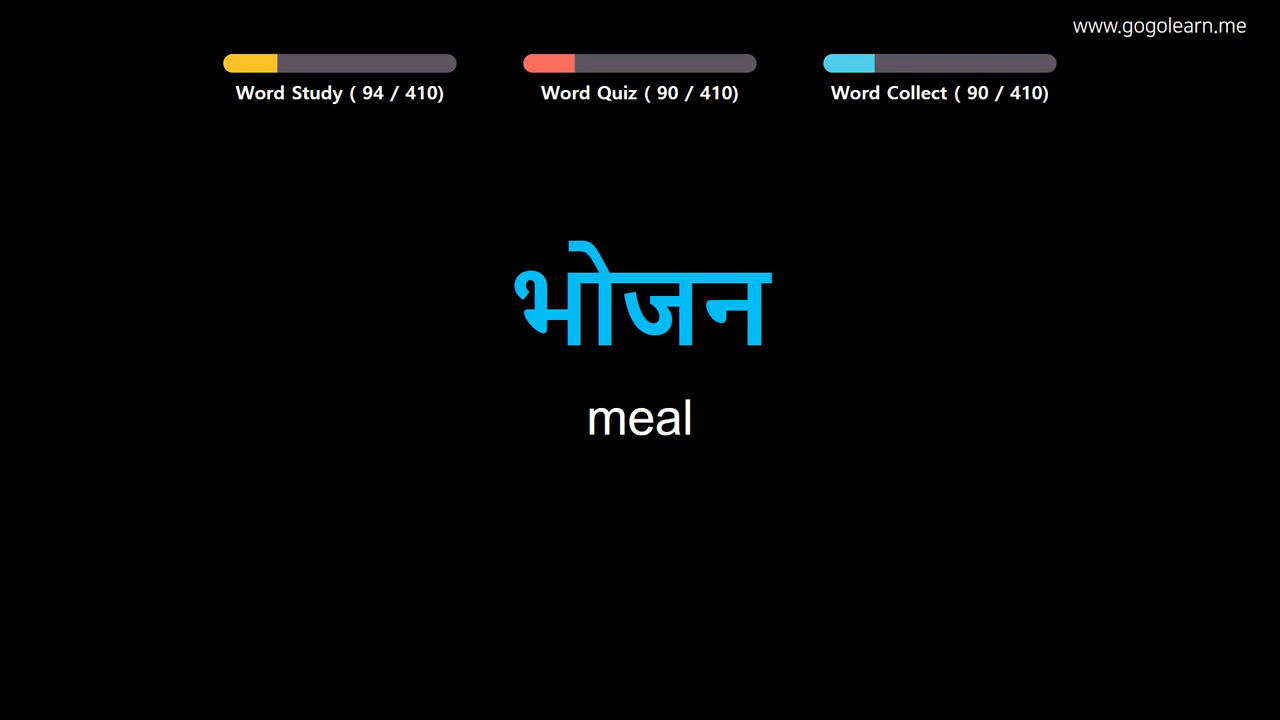 www.gogolearn.me
Word Study ( 94 / 410)
Word Quiz ( 90 / 410)
Word Collect ( 90 / 410)
भोजन
meal